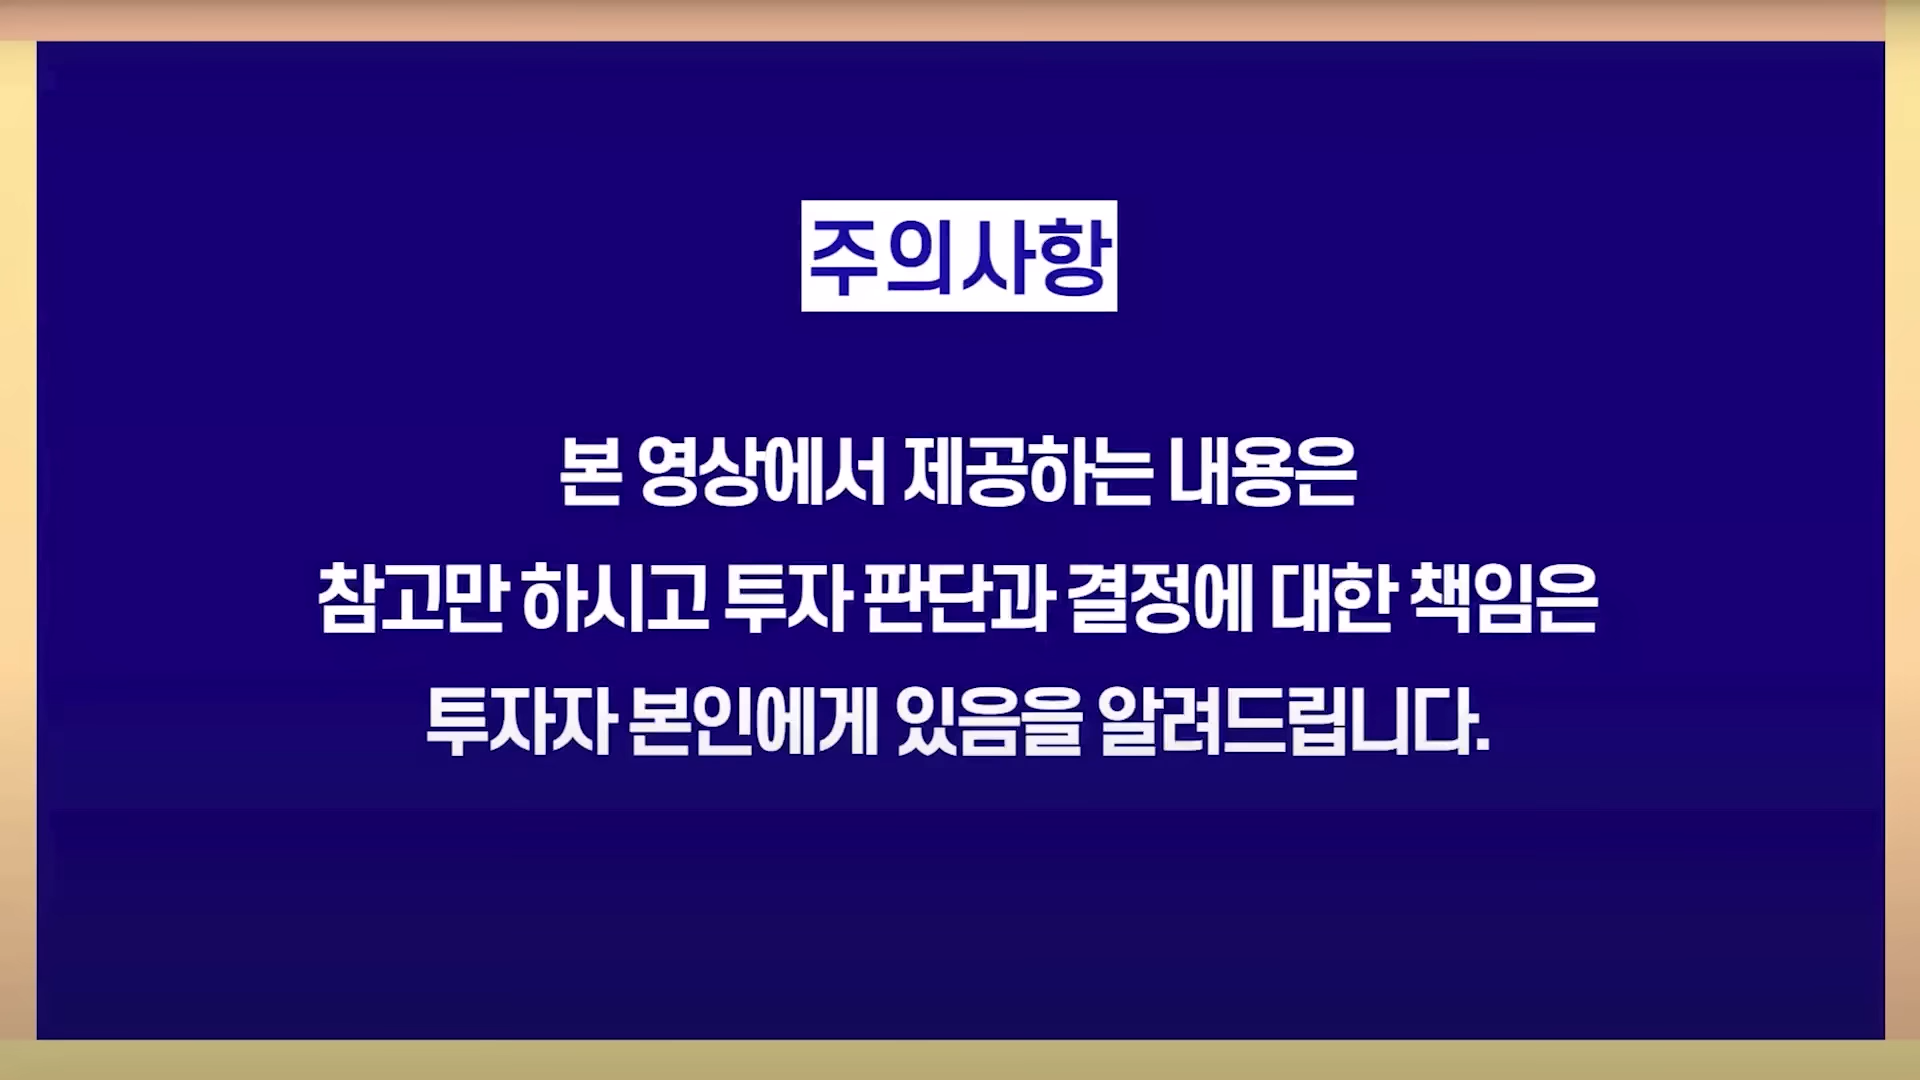 주의사항
본 영상에서 제공하는 내용은
참고만 하시고 투자 판단과 결정에 대한 책임은
투자자 본인에게 있음을 알려드립니다.